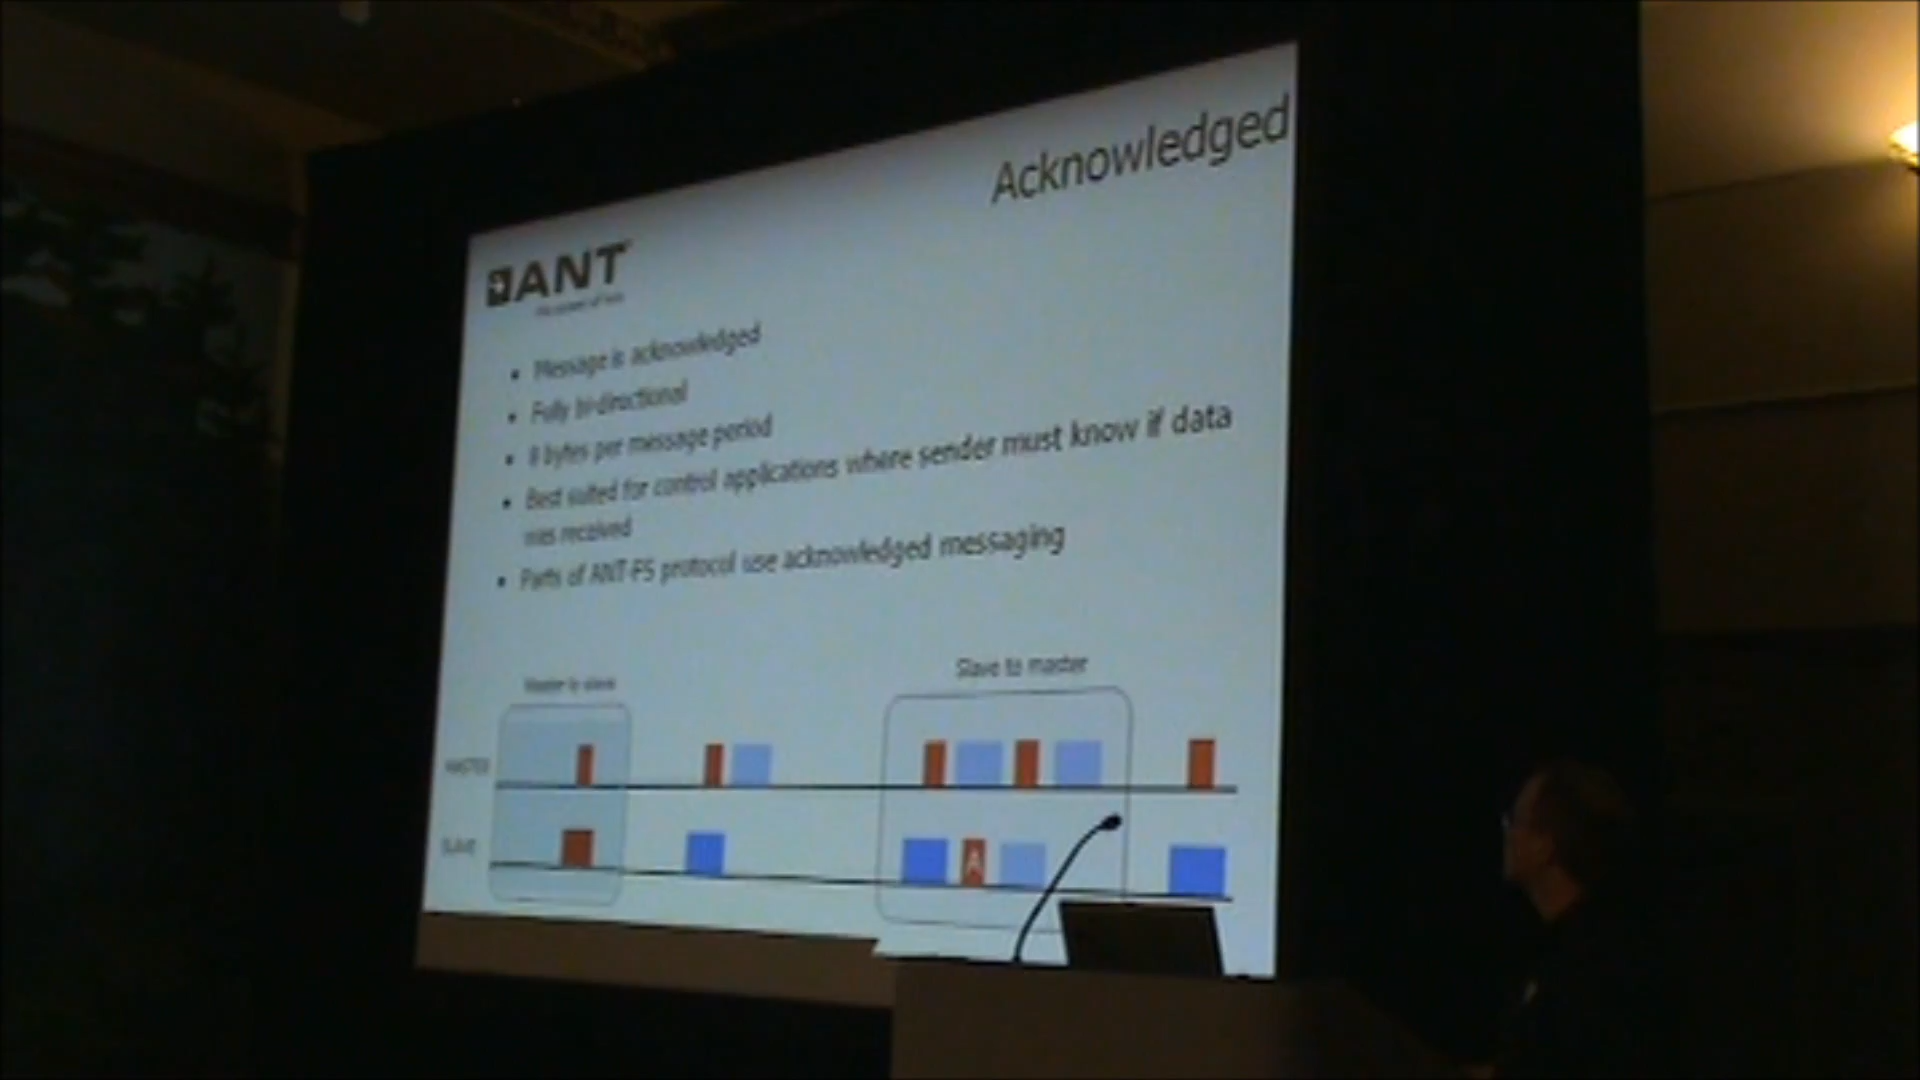 Acknowledged
ANT
• Message is acknowledged
• Fully bi-directional
• 8 bytes per message period
• Best suited for control applications where sender must know if data
was received
• Parts of ANT-FS protocol use acknowledged messaging
Master to slave
Slave to master
MASTER
SLAVE
A